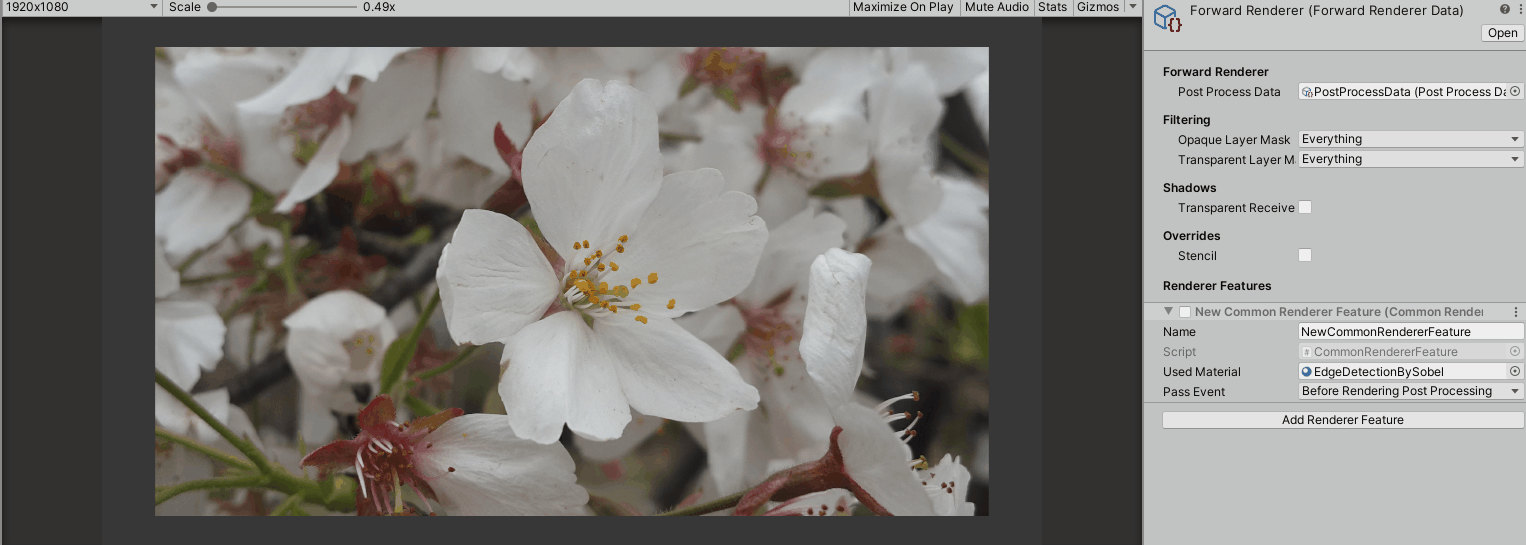 1920x1080 Scale 0.49x Maximize On Play Mute Audio Stats Gizmos
Forward Renderer (Forward Renderer Data)
Open
Forward Renderer
Post Process Data PostProcessData (Post Process Da
Filtering
Opaque Layer Mask Everything
Transparent Layer M Everything
Shadows
Transparent Receive
Overrides
Stencil
Renderer Features
New Common Renderer Feature (Common Render
Name NewCommonRendererFeature
Script # CommonRendererFeature
Used Material EdgeDetectionBySobel
Pass Event Before Rendering Post Processing
Add Renderer Feature